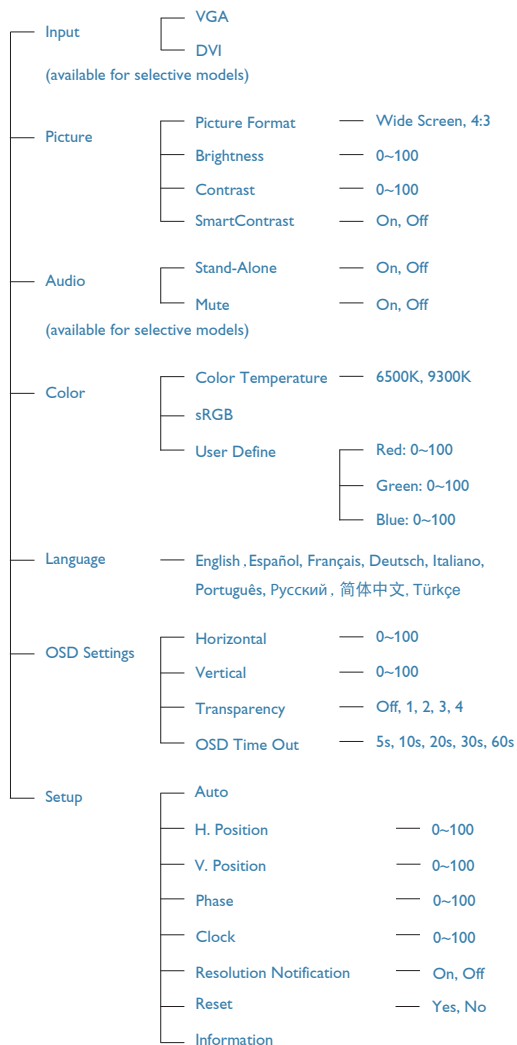 Input
VGA
DVI
(available for selective models)
Picture
Picture Format
Wide Screen, 4:3
Brightness
0~100
Contrast
0~100
SmartContrast
On, Off
Audio
Stand-Alone
On, Off
Mute
On, Off
(available for selective models)
Color
Color Temperature
6500K, 9300K
sRGB
User Define
Red: 0~100
Green: 0~100
Blue: 0~100
Language
English , Español, Français, Deutsch, Italiano,
Português, Русский , 简体中文, Türkçe
OSD Settings
Horizontal
0~100
Vertical
0~100
Transparency
Off, 1, 2, 3, 4
OSD Time Out
5s, 10s, 20s, 30s, 60s
Setup
Auto
H. Position
0~100
V. Position
0~100
Phase
0~100
Clock
0~100
Resolution Notification
On, Off
Reset
Yes, No
Information